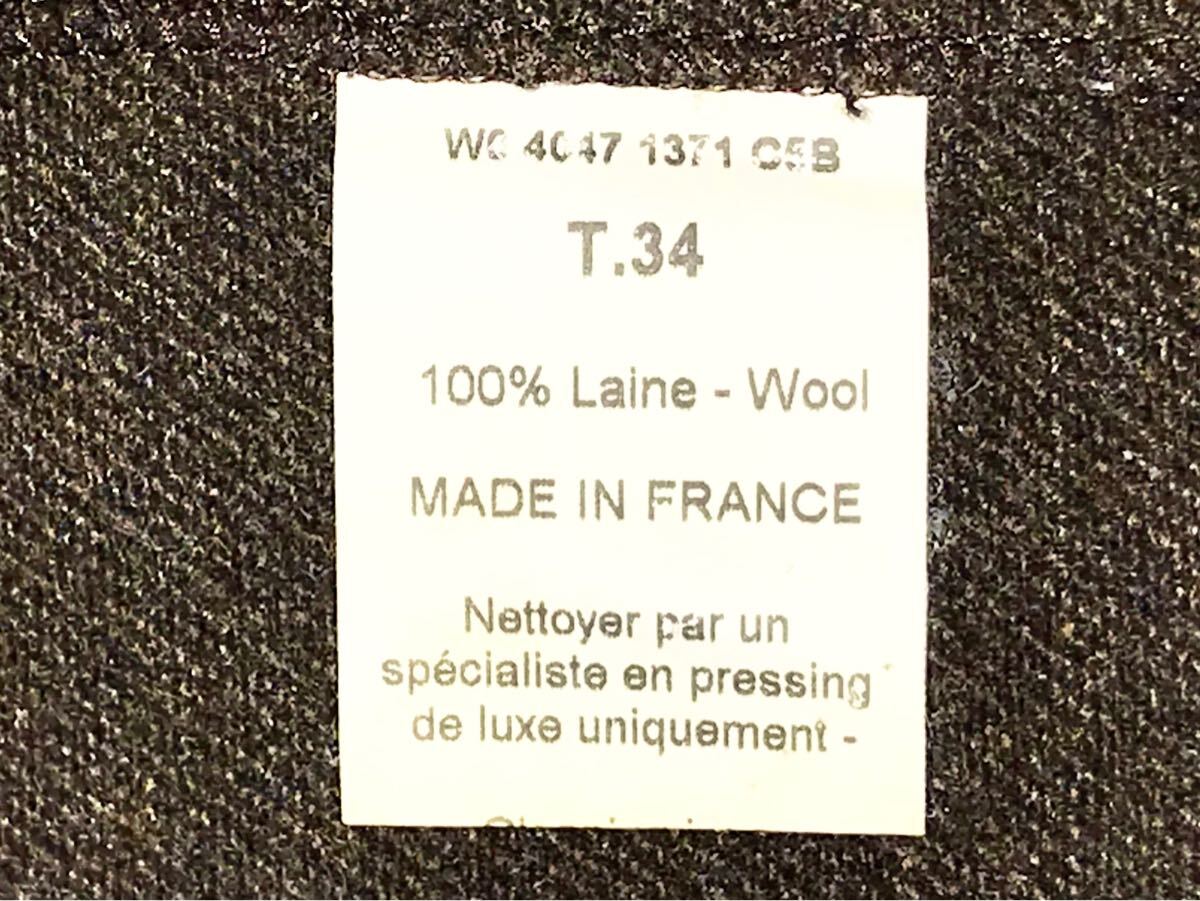 4047 1371 C5B
T.34
100% Laine - Wool
MADE IN FRANCE
Nettoyer par un
spécialiste en pressing
de luxe uniquement -